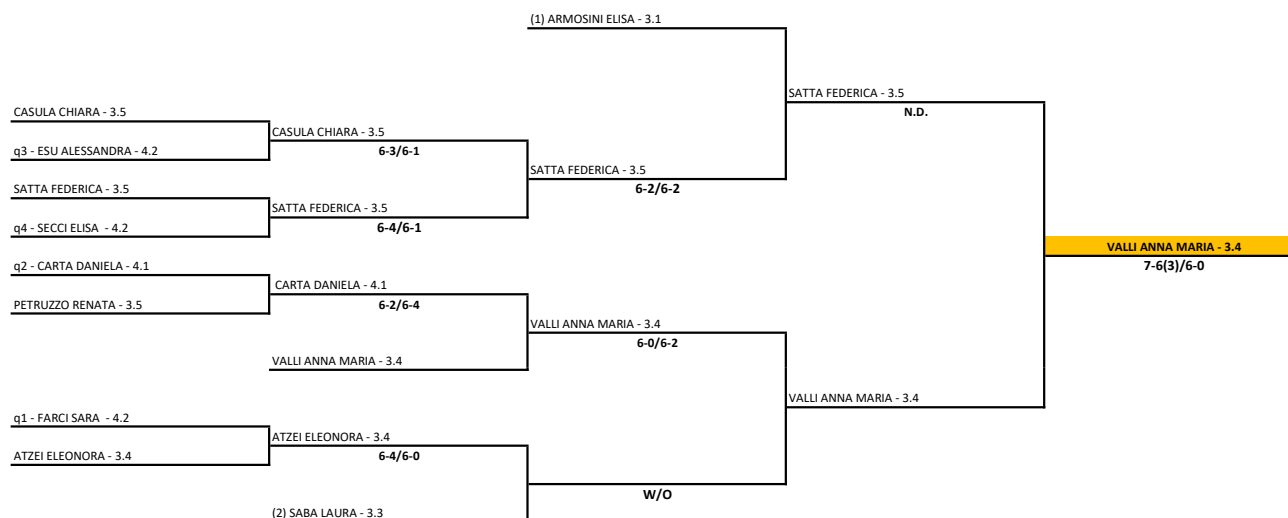 (1) ARMOSINI ELISA - 3.1
SATTA FEDERICA - 3.5
N.D.
CASULA CHIARA - 3.5
CASULA CHIARA - 3.5
6-3/6-1
q3 - ESU ALESSANDRA - 4.2
SATTA FEDERICA - 3.5
6-2/6-2
SATTA FEDERICA - 3.5
SATTA FEDERICA - 3.5
6-4/6-1
q4 - SECCI ELISA - 4.2
VALLI ANNA MARIA - 3.4
7-6(3)/6-0
q2 - CARTA DANIELA - 4.1
CARTA DANIELA - 4.1
6-2/6-4
PETRUZZO RENATA - 3.5
VALLI ANNA MARIA - 3.4
6-0/6-2
VALLI ANNA MARIA - 3.4
VALLI ANNA MARIA - 3.4
q1 - FARCI SARA - 4.2
ATZEI ELEONORA - 3.4
6-4/6-0
ATZEI ELEONORA - 3.4
W/O
(2) SABA LAURA - 3.3